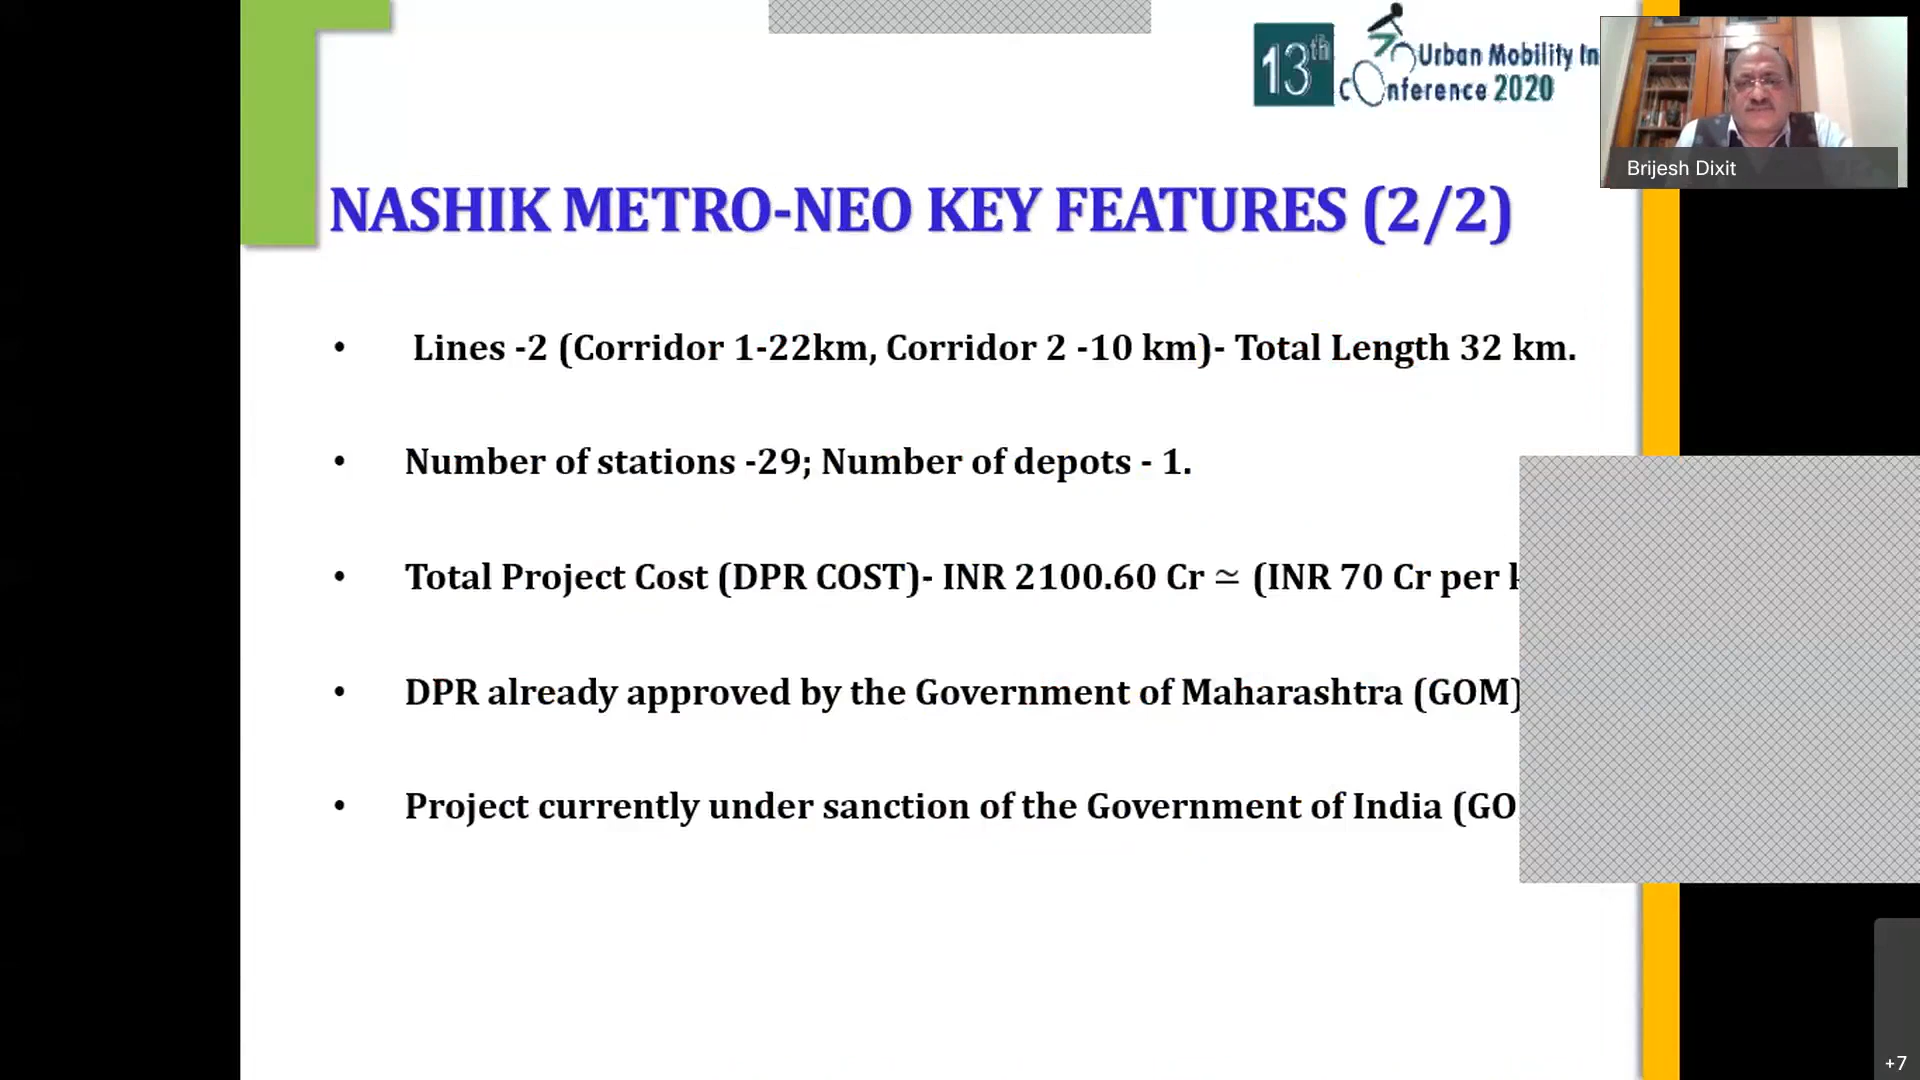 13th
Urban Mobility In
Conference 2020
Brijesh Dixit
NASHIK METRO-NEO KEY FEATURES (2/2)
• Lines -2 (Corridor 1-22km, Corridor 2 -10 km)- Total Length 32 km.
• Number of stations -29; Number of depots - 1.
• Total Project Cost (DPR COST)- INR 2100.60 Cr ≃ (INR 70 Cr per
• DPR already approved by the Government of Maharashtra (GOM)
• Project currently under sanction of the Government of India (GO
+7